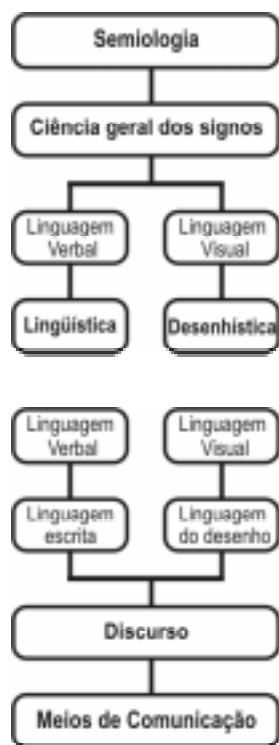 Semiologia
Ciência geral dos signos
Linguagem Verbal
Linguagem Visual
Lingüística
Desenhística
Linguagem Verbal
Linguagem Visual
Linguagem escrita
Linguagem do desenho
Discurso
Meios de Comunicação